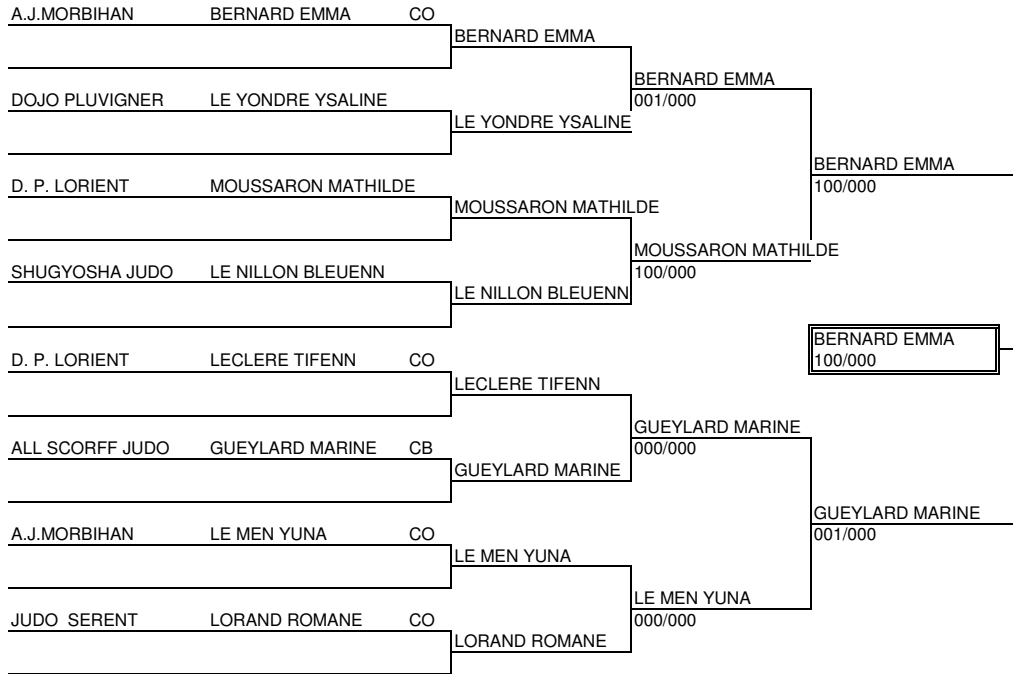 A.J.MORBIHAN BERNARD EMMA CO
BERNARD EMMA
BERNARD EMMA
001/000
DOJO PLUVIGNER LE YONDRE YSALINE
LE YONDRE YSALINE
BERNARD EMMA
100/000
D. P. LORIENT MOUSSARON MATHILDE
MOUSSARON MATHILDE
MOUSSARON MATHILDE
100/000
SHUGYOSHA JUDO LE NILLON BLEUENN
LE NILLON BLEUENN
BERNARD EMMA
100/000
D. P. LORIENT LECLERE TIFENN CO
LECLERE TIFENN
GUEYLARD MARINE
000/000
ALL SCORFF JUDO GUEYLARD MARINE CB
GUEYLARD MARINE
GUEYLARD MARINE
001/000
A.J.MORBIHAN LE MEN YUNA CO
LE MEN YUNA
LE MEN YUNA
000/000
JUDO SERENT LORAND ROMANE CO
LORAND ROMANE